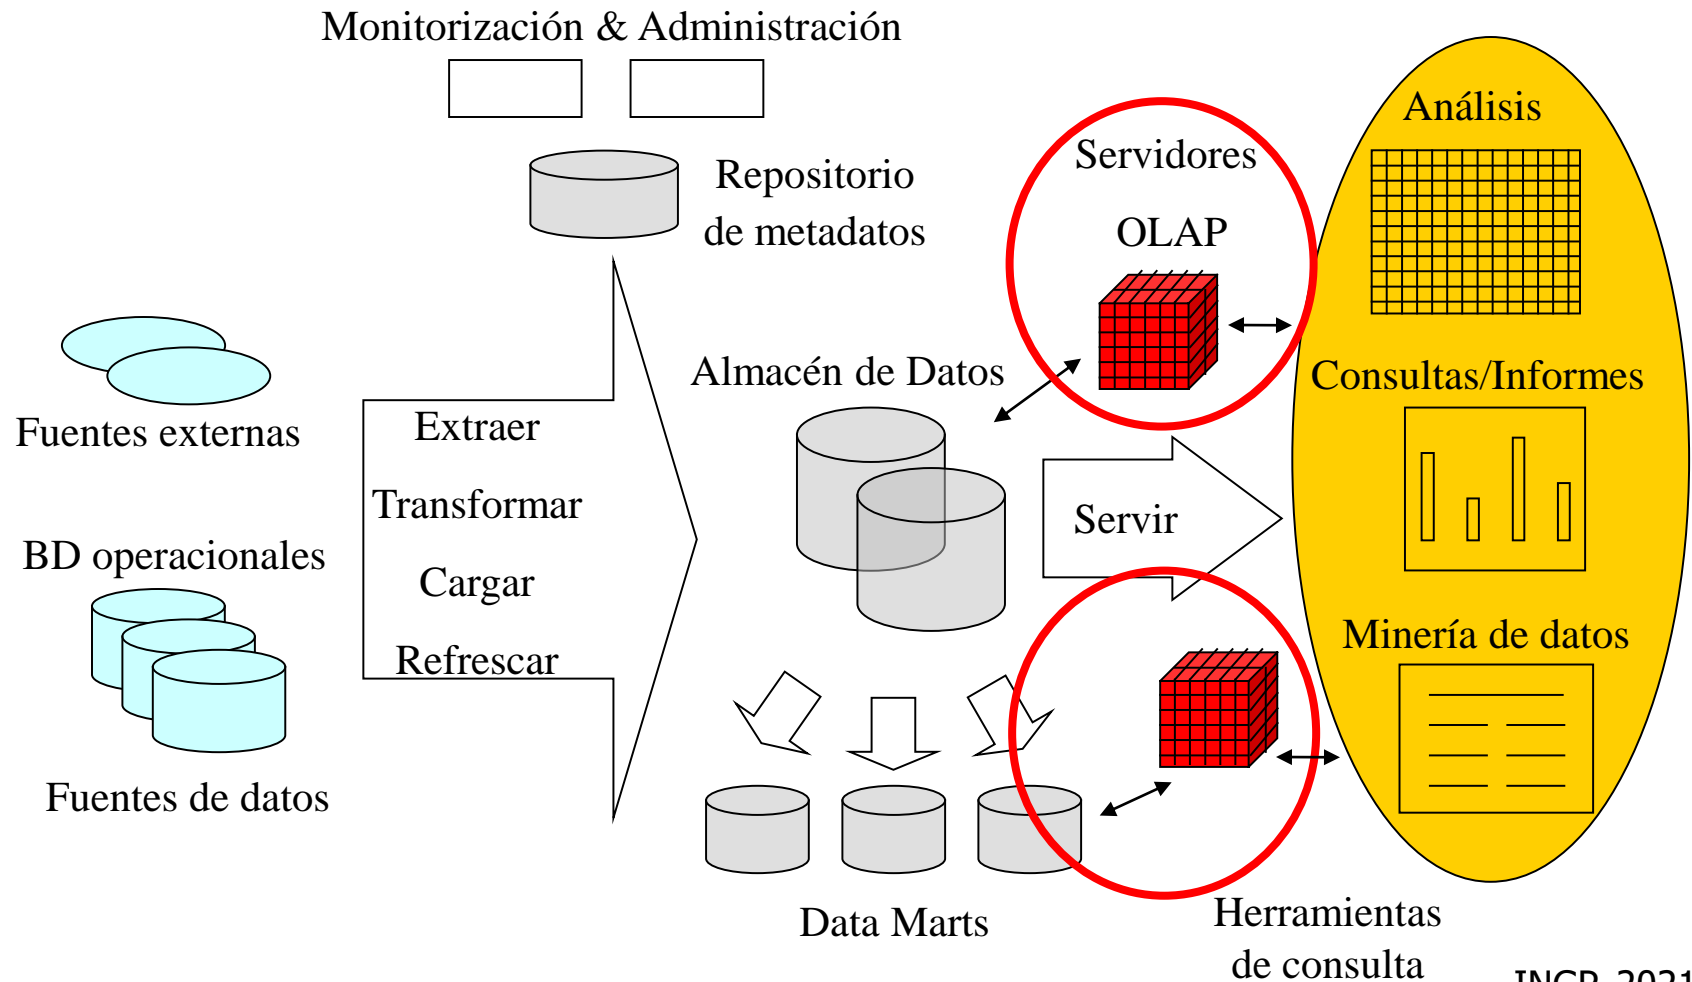 Monitorización & Administración
Repositorio
de metadatos
Servidores
OLAP
Análisis
Fuentes externas
Extraer
Transformar
Cargar
Refrescar
Almacén de Datos
Consultas/Informes
BD operacionales
Servir
Minería de datos
Fuentes de datos
Data Marts
Herramientas
de consulta
2021